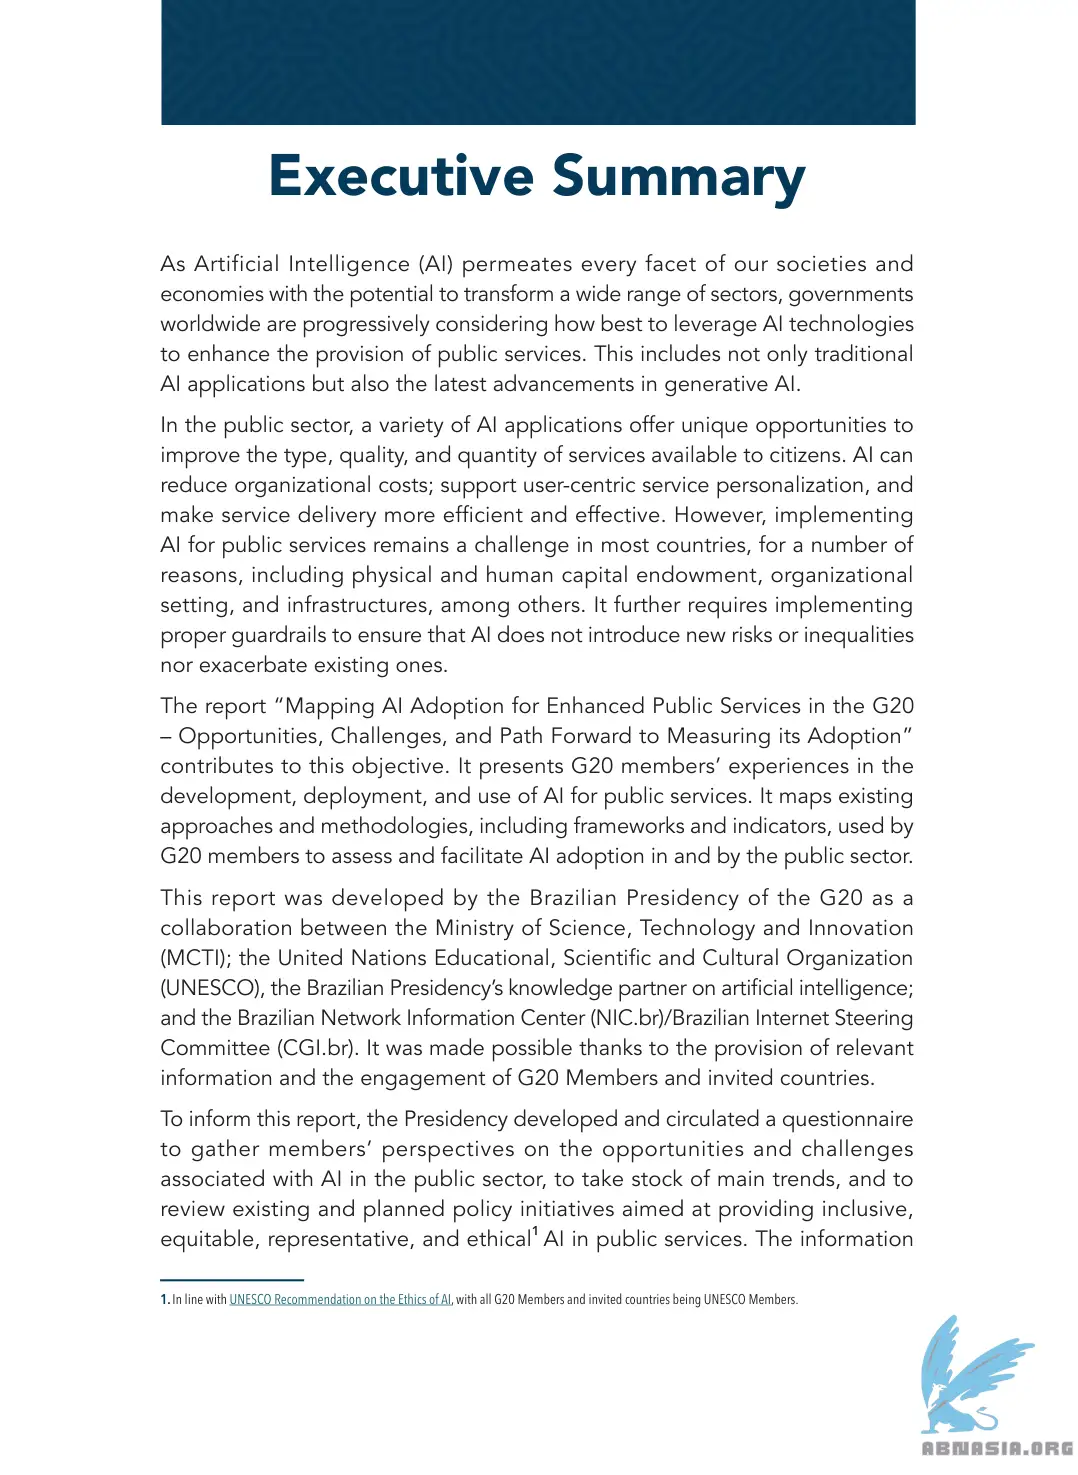 Executive Summary
As Artificial Intelligence (AI) permeates every facet of our societies and
economies with the potential to transform a wide range of sectors, governments
worldwide are progressively considering how best to leverage AI technologies
to enhance the provision of public services. This includes not only traditional
AI applications but also the latest advancements in generative AI.
In the public sector, a variety of AI applications offer unique opportunities to
improve the type, quality, and quantity of services available to citizens. AI can
reduce organizational costs; support user-centric service personalization, and
make service delivery more efficient and effective. However, implementing
AI for public services remains a challenge in most countries, for a number of
reasons, including physical and human capital endowment, organizational
setting, and infrastructures, among others. It further requires implementing
proper guardrails to ensure that AI does not introduce new risks or inequalities
nor exacerbate existing ones.
The report “Mapping AI Adoption for Enhanced Public Services in the G20
– Opportunities, Challenges, and Path Forward to Measuring its Adoption”
contributes to this objective. It presents G20 members’ experiences in the
development, deployment, and use of AI for public services. It maps existing
approaches and methodologies, including frameworks and indicators, used by
G20 members to assess and facilitate AI adoption in and by the public sector.
This report was developed by the Brazilian Presidency of the G20 as a
collaboration between the Ministry of Science, Technology and Innovation
(MCTI); the United Nations Educational, Scientific and Cultural Organization
(UNESCO), the Brazilian Presidency’s knowledge partner on artificial intelligence;
and the Brazilian Network Information Center (NIC.br)/Brazilian Internet Steering
Committee (CGI.br). It was made possible thanks to the provision of relevant
information and the engagement of G20 Members and invited countries.
To inform this report, the Presidency developed and circulated a questionnaire
to gather members’ perspectives on the opportunities and challenges
associated with AI in the public sector, to take stock of main trends, and to
review existing and planned policy initiatives aimed at providing inclusive,
equitable, representative, and ethical¹ AI in public services. The information
1. In line with UNESCO Recommendation on the Ethics of AI, with all G20 Members and invited countries being UNESCO Members.
ABNASIA.ORG